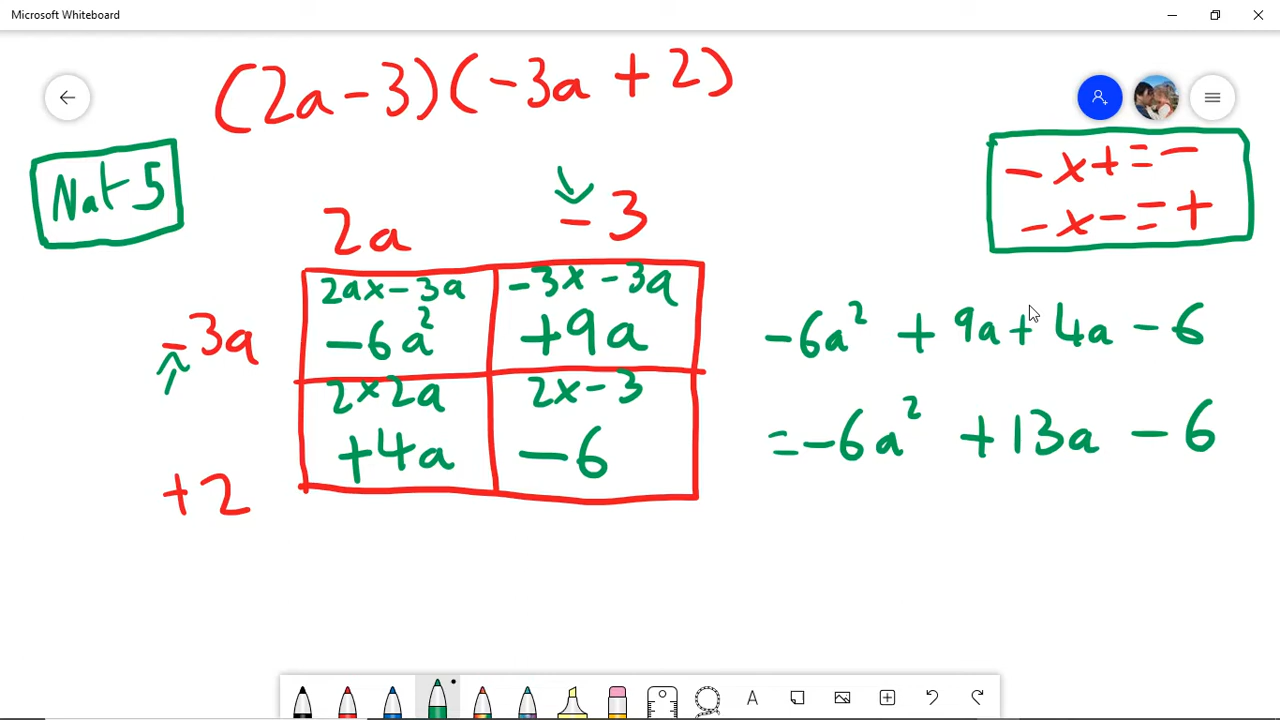 Microsoft Whiteboard
(2a-3)(-3a+2)
Nat 5
- x + = -
- x - = +
2a -3
-3a
+2
2a x -3a
-6a²
-3 x -3a
+9a
2 x 2a
+4a
2 x -3
-6
-6a² + 9a + 4a - 6
= -6a² + 13a - 6
A